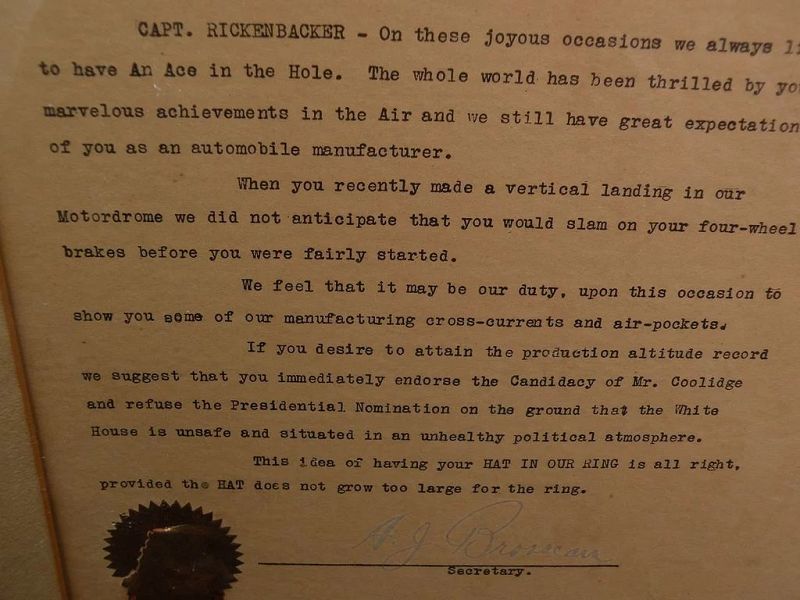 CAPT. RICKENBACKER - On these joyous occasions we always
to have An Ace in the Hole. The whole world has been thrilled by
marvelous achievements in the Air and we still have great expectation
of you as an automobile manufacturer.
When you recently made a vertical landing in our
Motordrome we did not anticipate that you would slam on your four-wheel
brakes before you were fairly started.
We feel that it may be our duty, upon this occasion to
show you some of our manufacturing cross-currents and air-pockets.
If you desire to attain the production altitude record
we suggest that you immediately endorse the Candidacy of Mr. Coolidge
and refuse the Presidential Nomination on the ground that the White
House is unsafe and situated in an unhealthy political atmosphere.
This idea of having your HAT IN OUR RING is all right,
provided the HAT does not grow too large for the ring.
A. J. Brosseau
Secretary.